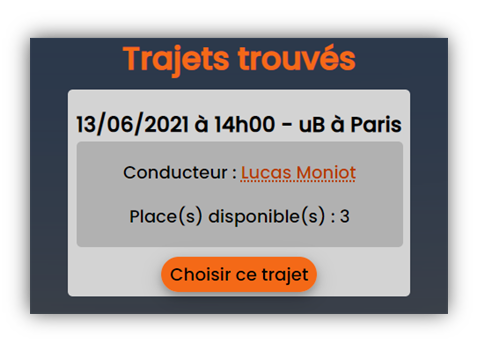 Trajets trouvés
13/06/2021 à 14h00 - uB à Paris
Conducteur : Lucas Moniot
Place(s) disponible(s) : 3
Choisir ce trajet